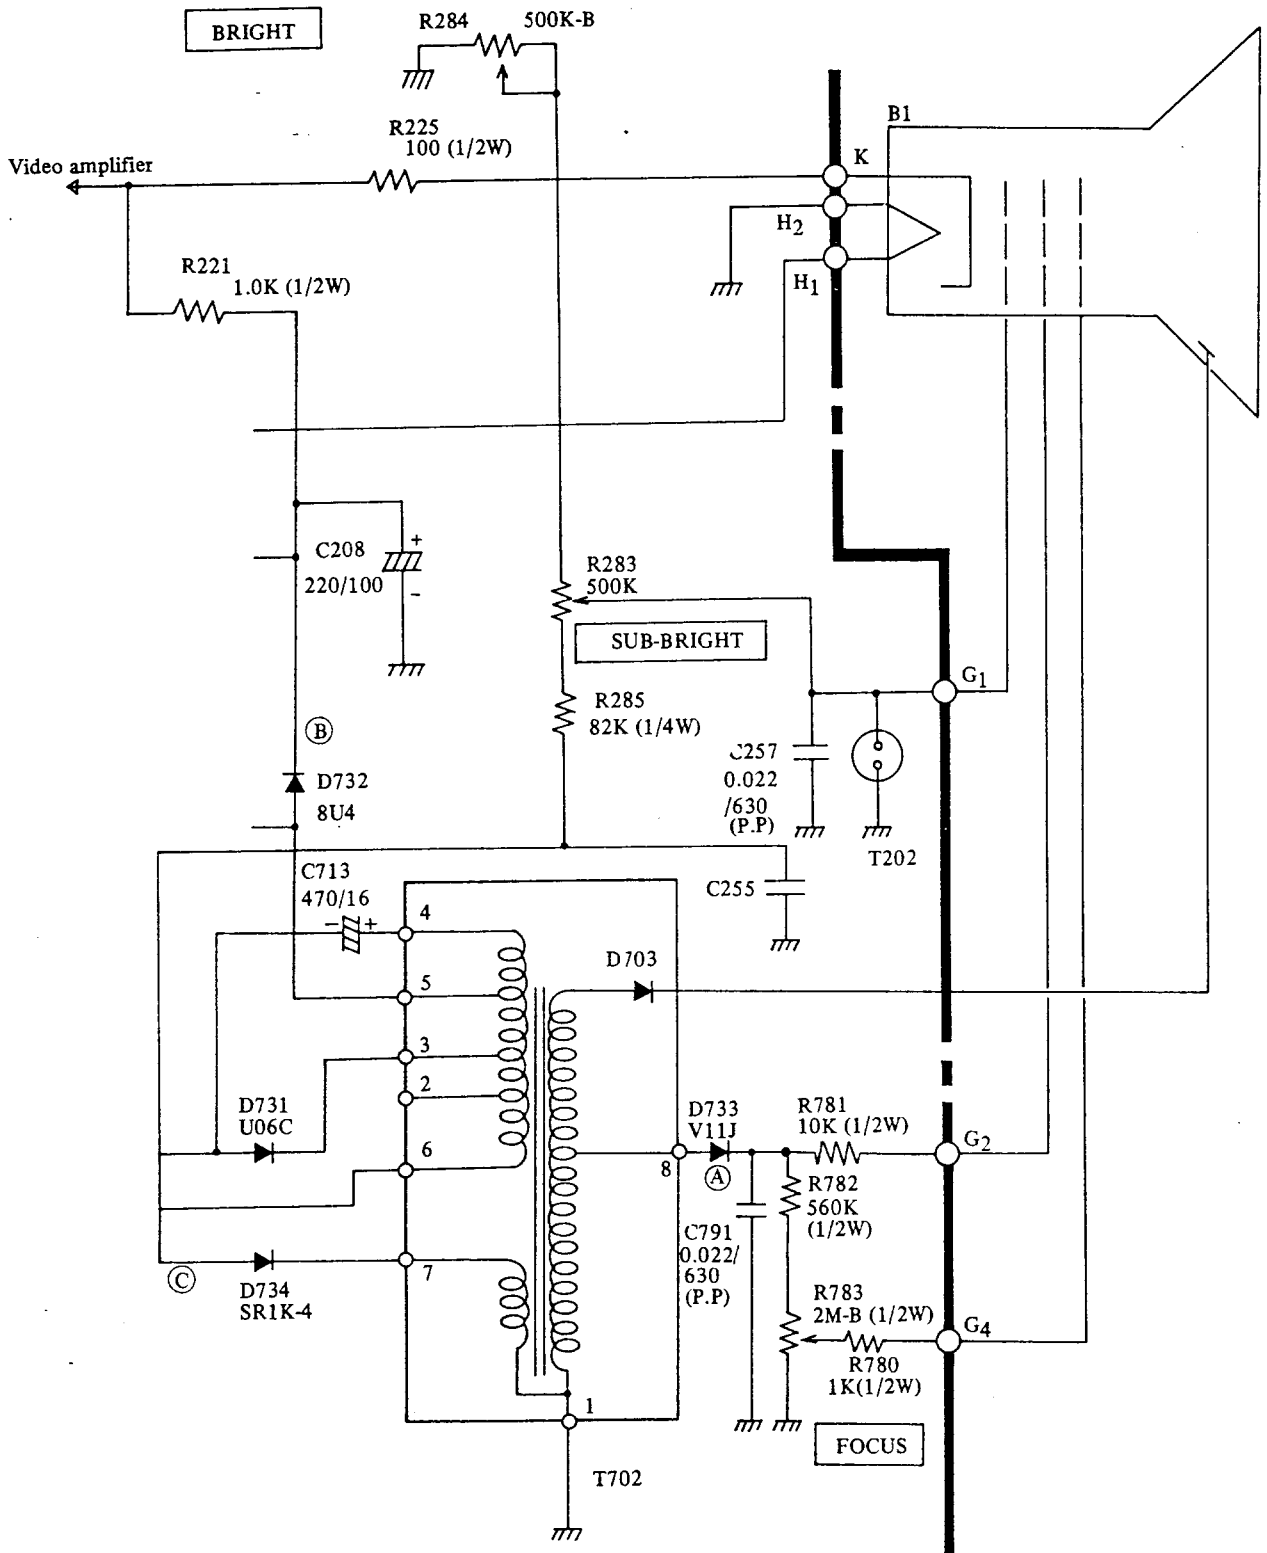 BRIGHT
R284
500K-B
R225
100 (1/2W)
Video amplifier
B1
K
H2
H1
R221
1.0K (1/2W)
C208
220/100
+
-
R283
500K
SUB-BRIGHT
R285
82K (1/4W)
G1
B
D732
8U4
C257
0.022
/630
(P.P)
T202
C713
470/16
- +
C255
4
5
3
2
6
7
D703
D731
U06C
D733
V11J
8
A
R781
10K (1/2W)
G2
R782
560K
(1/2W)
C791
0.022/
630
(P.P)
C
D734
SR1K-4
R783
2M-B (1/2W)
G4
R780
1K(1/2W)
1
FOCUS
T702